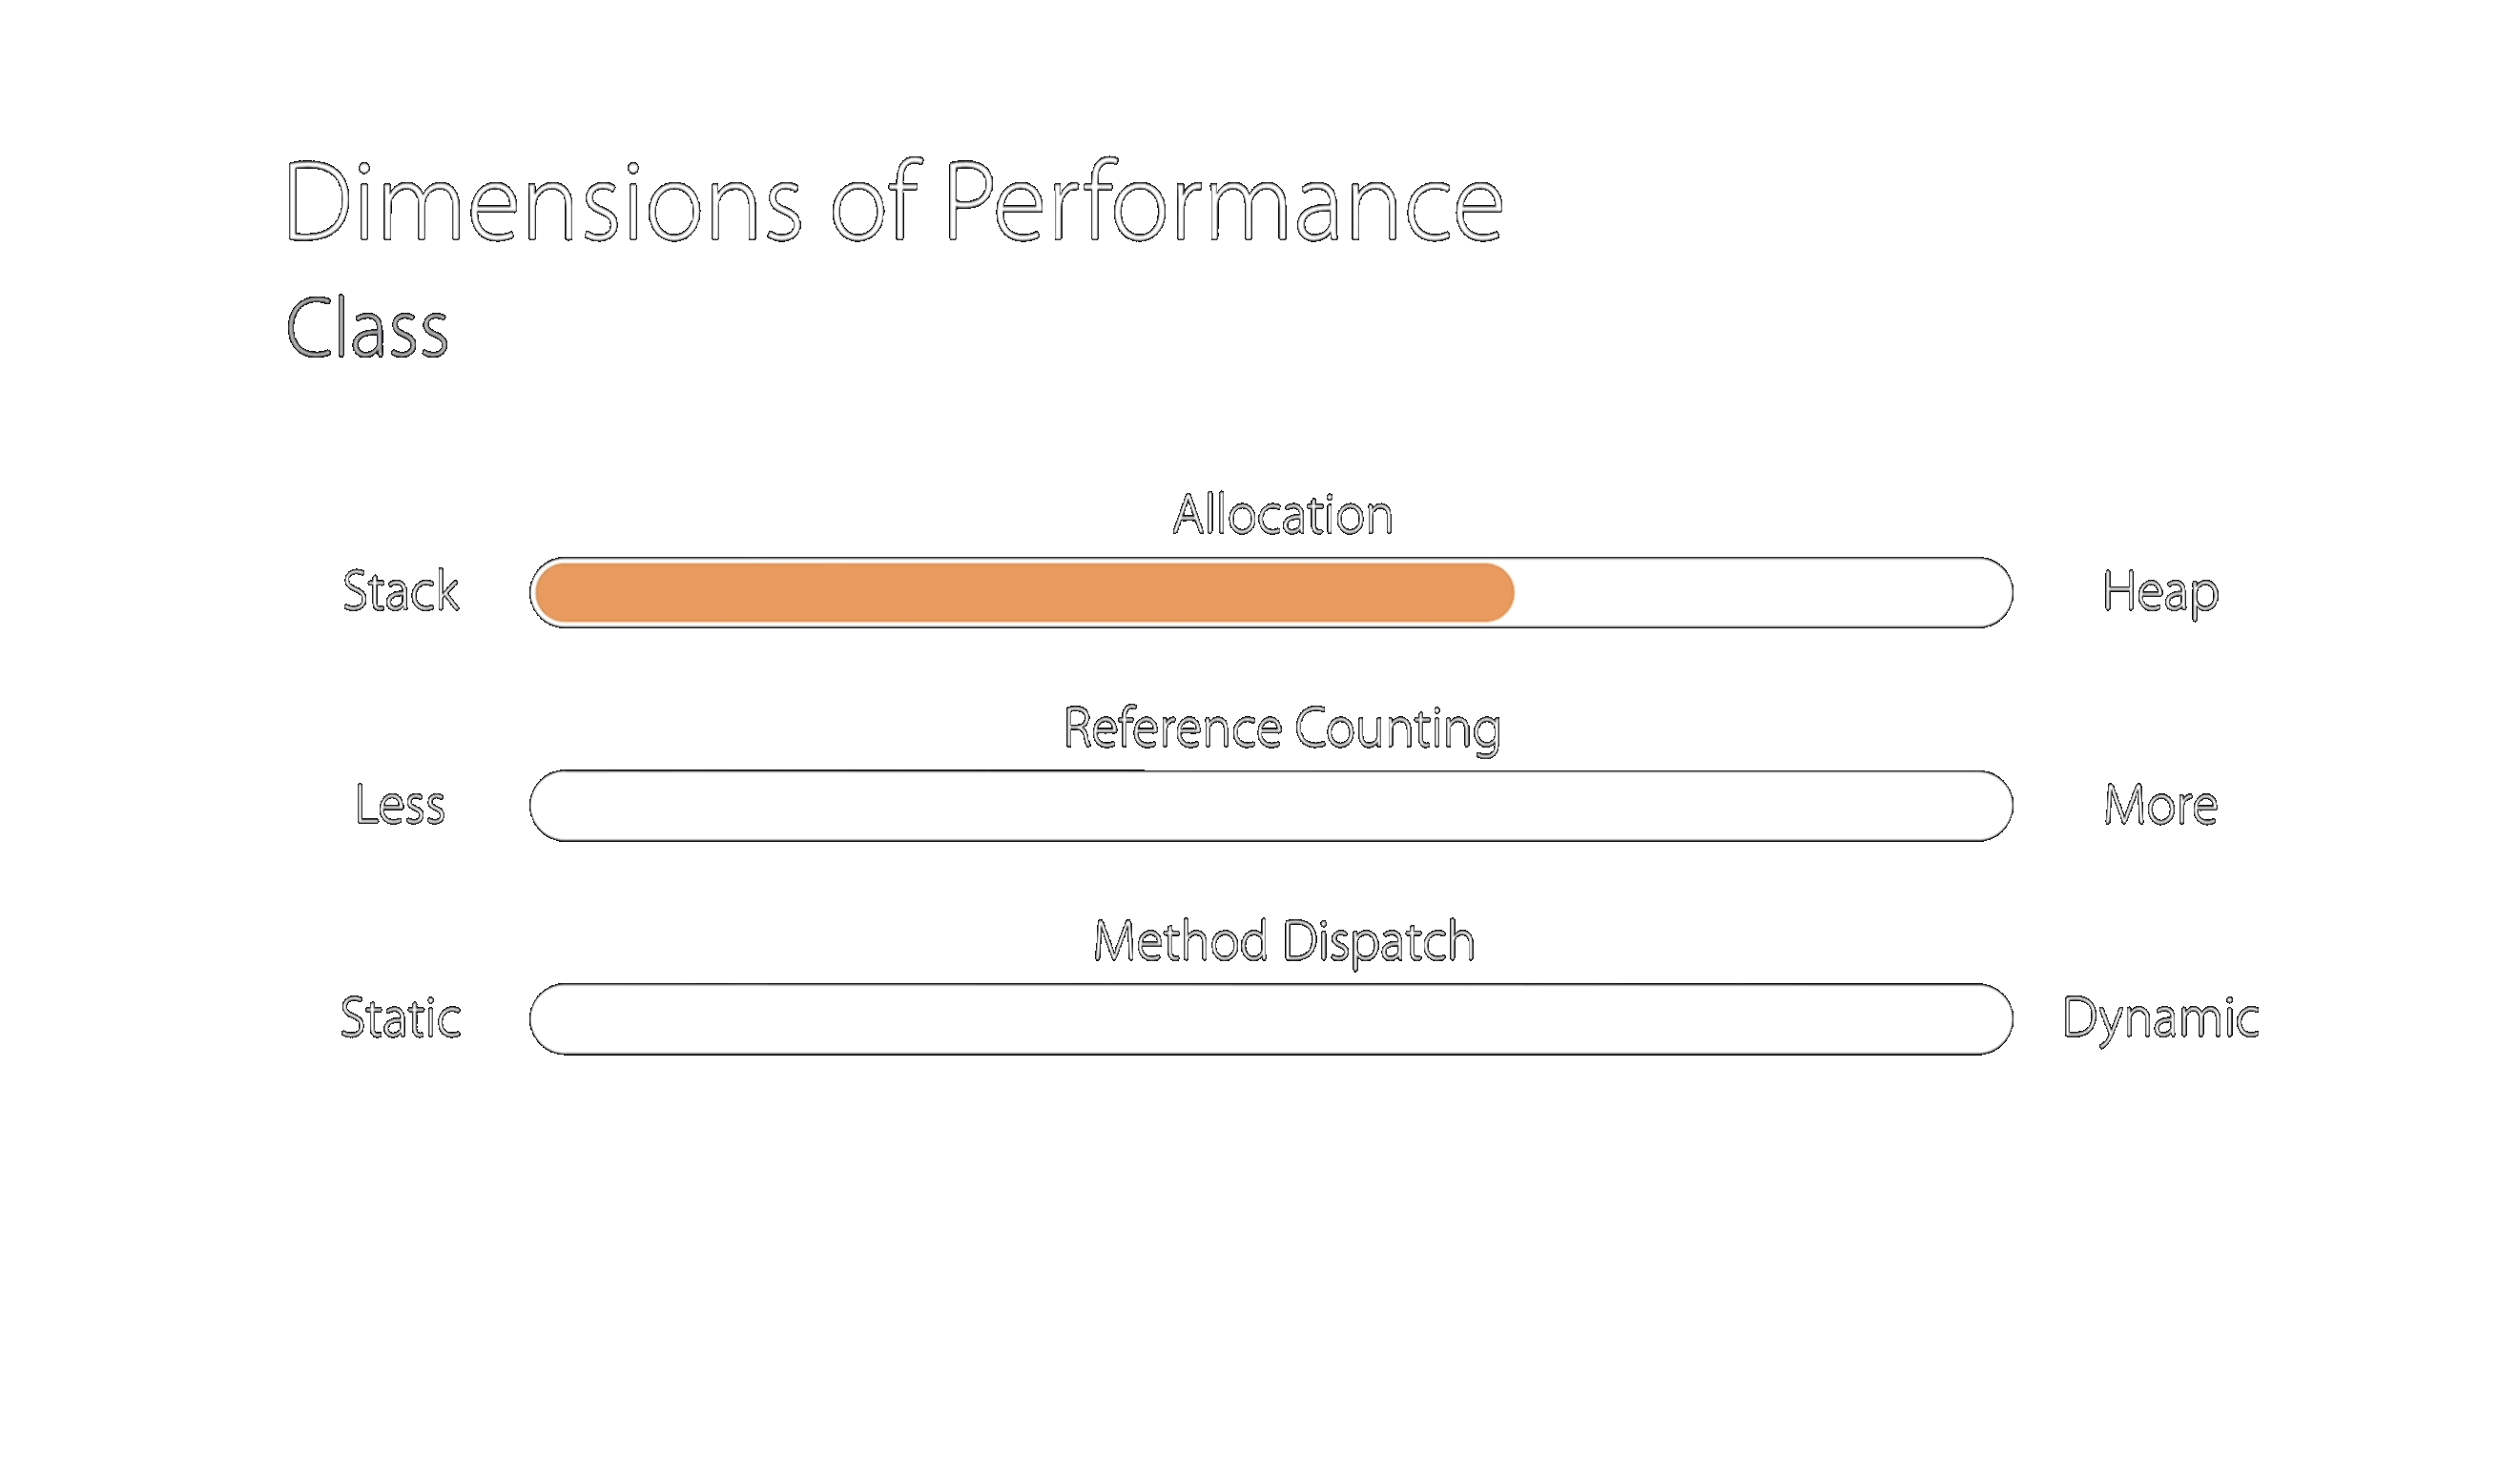 Dimensions of Performance
Class
Allocation
Stack
Heap
Reference Counting
Less
More
Method Dispatch
Static
Dynamic